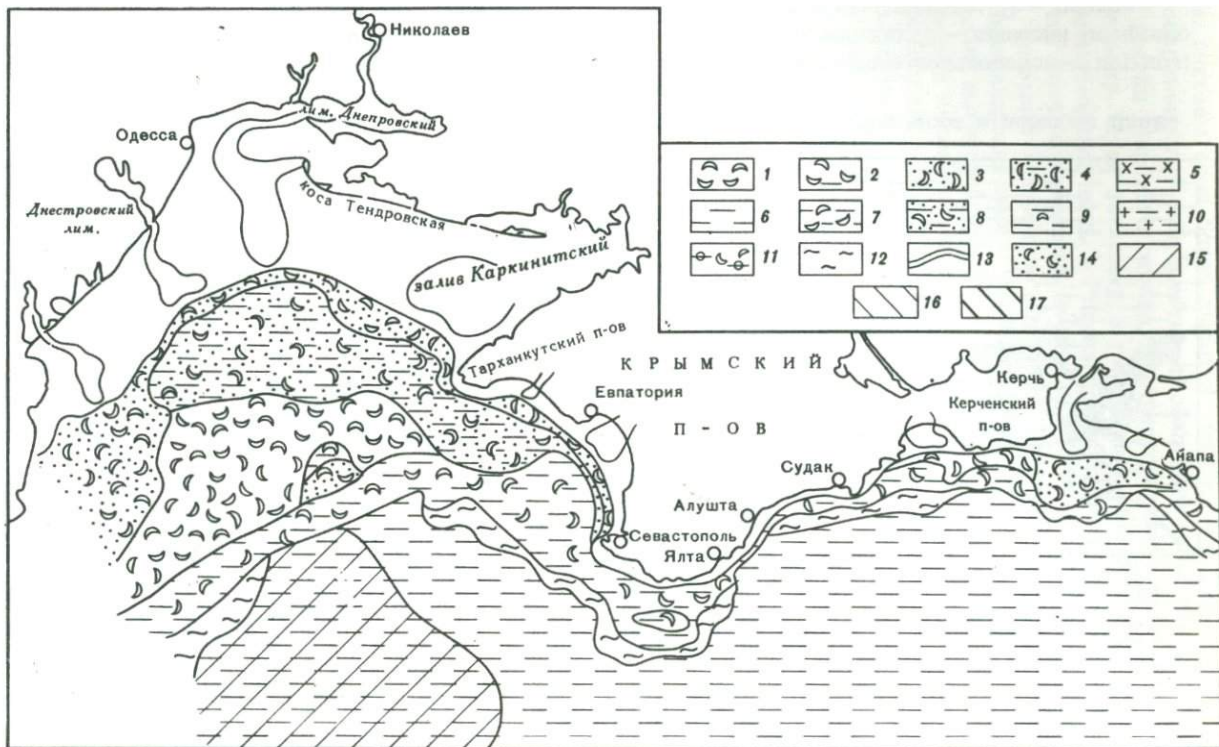 Николаев
лим. Днепровский
Одесса
коса Тендровская
Днестровский
лим.
залив Каркинитский
Тарханкутский п-ов
КРЫМСКИЙ
П-ОВ
Евпатория
Севастополь
Ялта
Алушта
Судак
Керчь
Керченский
п-ов
Анапа
1
2
3
4
5
6
7
8
9
10
11
12
13
14
15
16
17